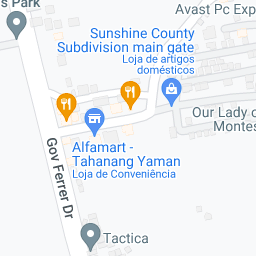 s Park
Avast Pc Exp
Sunshine County
Subdivision main gate
Loja de artigos
domésticos
Our Lady o
Montes
Alfamart -
Tahanang Yaman
Loja de Conveniência
Gov Ferrer Dr
Tactica